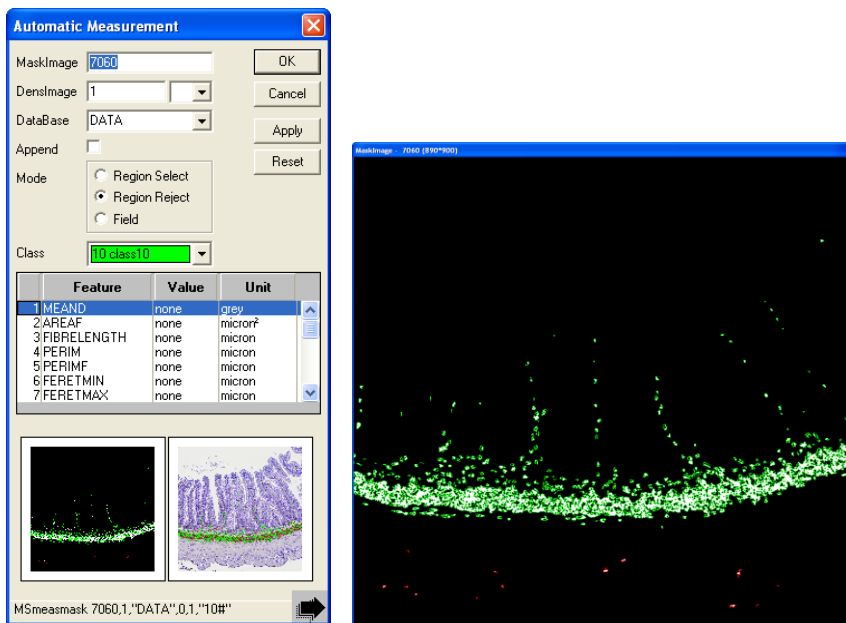 Automatic Measurement
MaskImage 7060 OK
DensImage 1 Cancel
DataBase DATA Apply
Append Reset
Mode Region Select
Region Reject
Field
Class 10 class10
Feature Value Unit
1 MEAND none grey
2 AREAF none micron²
3 FIBRELENGTH none micron
4 PERIM none micron
5 PERIMF none micron
6 FERETMIN none micron
7 FERETMAX none micron
MSmeasmask 7060,1,"DATA",0,1,"10#"
MaskImage - 7060 (890*900)